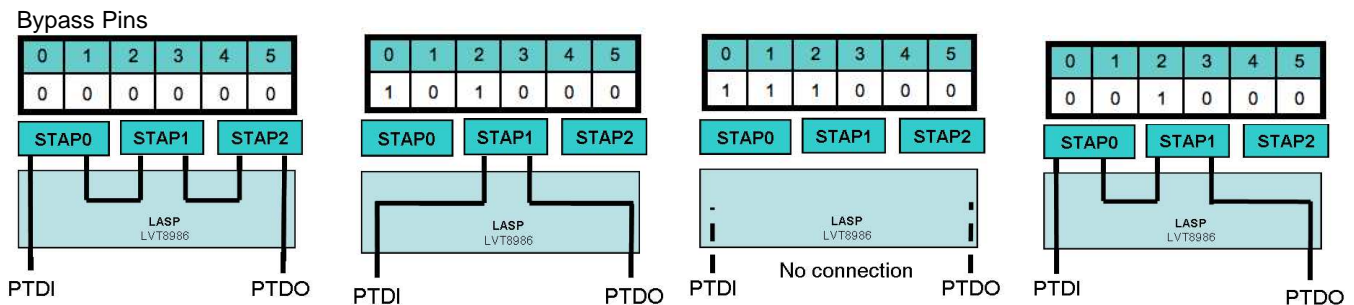 Bypass Pins
0 1 2 3 4 5
0 0 0 0 0 0
STAP0 STAP1 STAP2
LASP
LVT8986
PTDI PTDO
0 1 2 3 4 5
1 0 1 0 0 0
STAP0 STAP1 STAP2
LASP
LVT8986
PTDI PTDO
0 1 2 3 4 5
1 1 1 0 0 0
STAP0 STAP1 STAP2
LASP
LVT8986
PTDI No connection PTDO
0 1 2 3 4 5
0 0 1 0 0 0
STAP0 STAP1 STAP2
LASP
LVT8986
PTDI PTDO